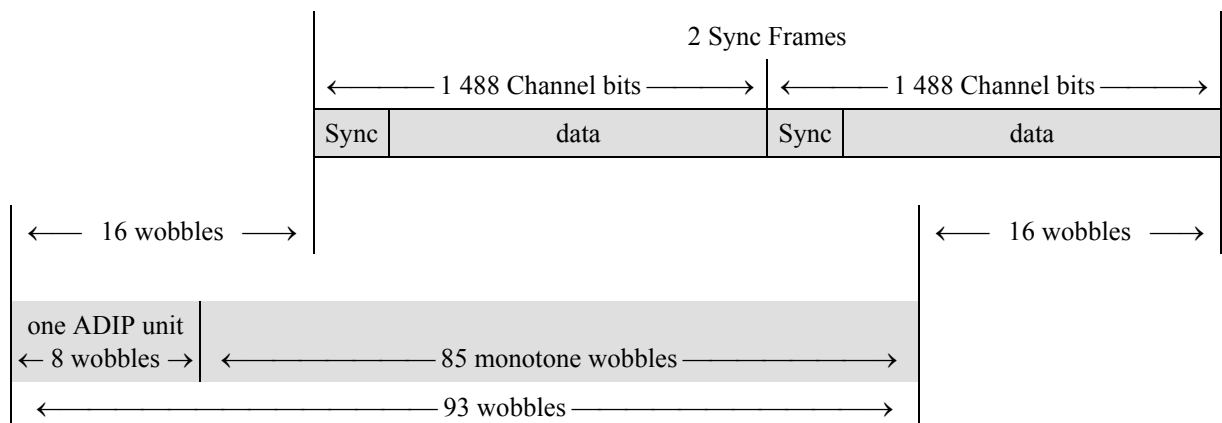 2 Sync Frames
← 1 488 Channel bits → ← 1 488 Channel bits →
Sync data Sync data
← 16 wobbles → ← 16 wobbles →
one ADIP unit
← 8 wobbles → ← 85 monotone wobbles →
← 93 wobbles →